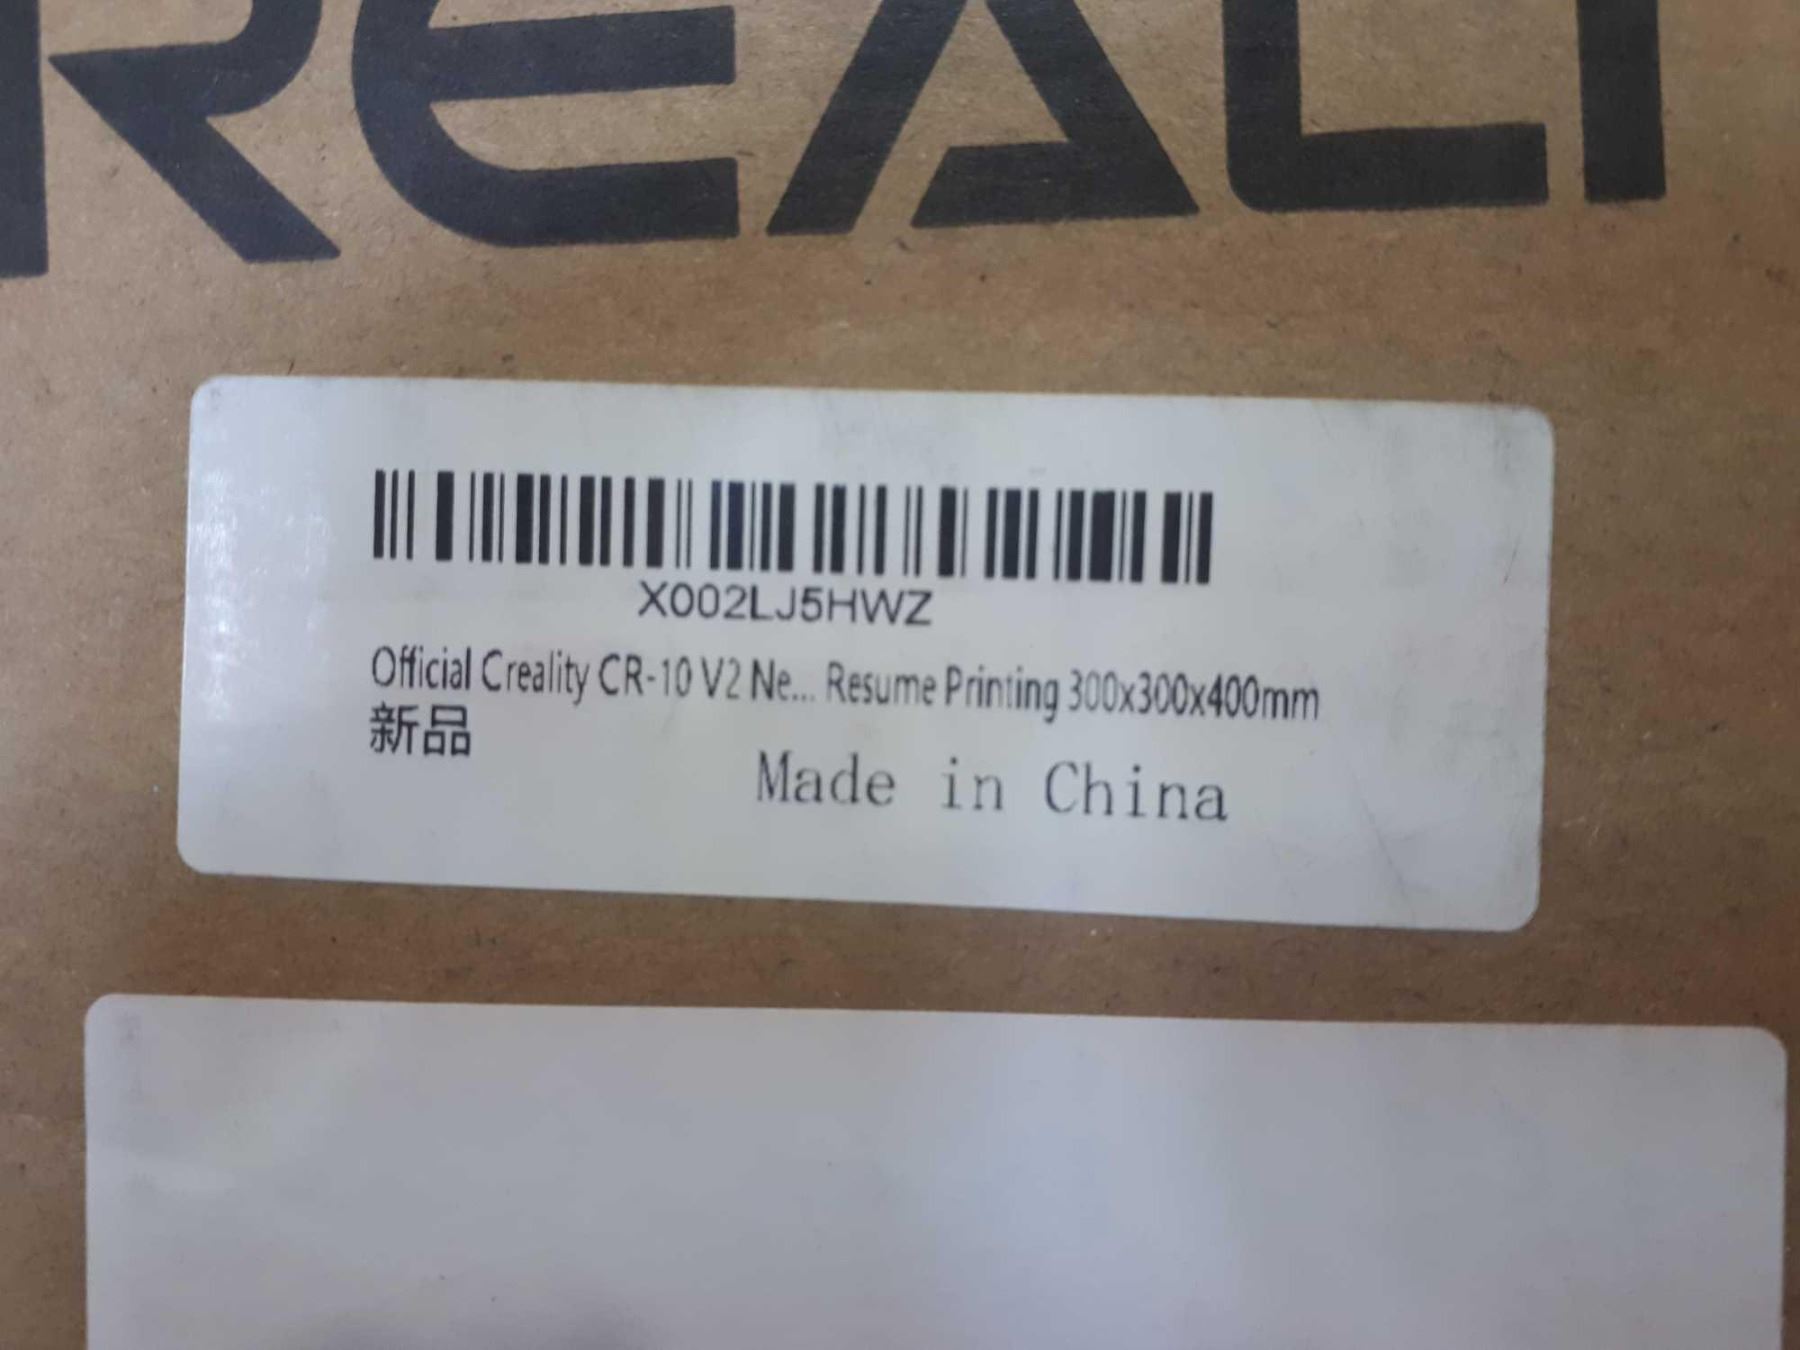 REALI
X002LJ5HWZ
Official Creality CR-10 V2 Ne... Resume Printing 300x300x400mm
新品
Made in China